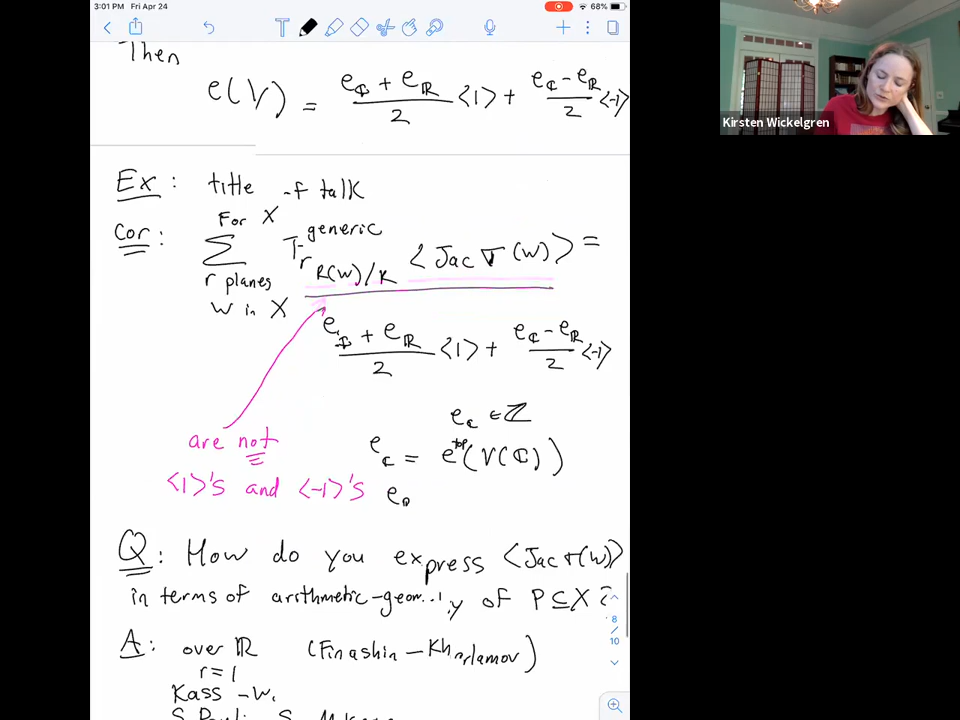 3:01 PM Fri Apr 24
68%
Then
e(V) = e_ℂ + e_ℝ / 2 <1> + e_ℂ - e_ℝ / 2 <-1>
Kirsten Wickelgren
Ex: title of talk
Cor: For X generic
Σ Tr k(w)/k <Jac σ(w)> =
r planes
W in X
e_ℂ + e_ℝ / 2 <1> + e_ℂ - e_ℝ / 2 <-1>
e_ℂ ∈ ℤ
are not
e_ℂ = e^top(V(ℂ))
<1>'s and <-1>'s
e
Q: How do you express <Jac σ(w)>
in terms of arithmetic-geom...y of P ⊆ X ?
8
/
10
A: over ℝ (Finashin - Kharlamov)
r=1
Kass - W.
S. Pauli, S. McKean